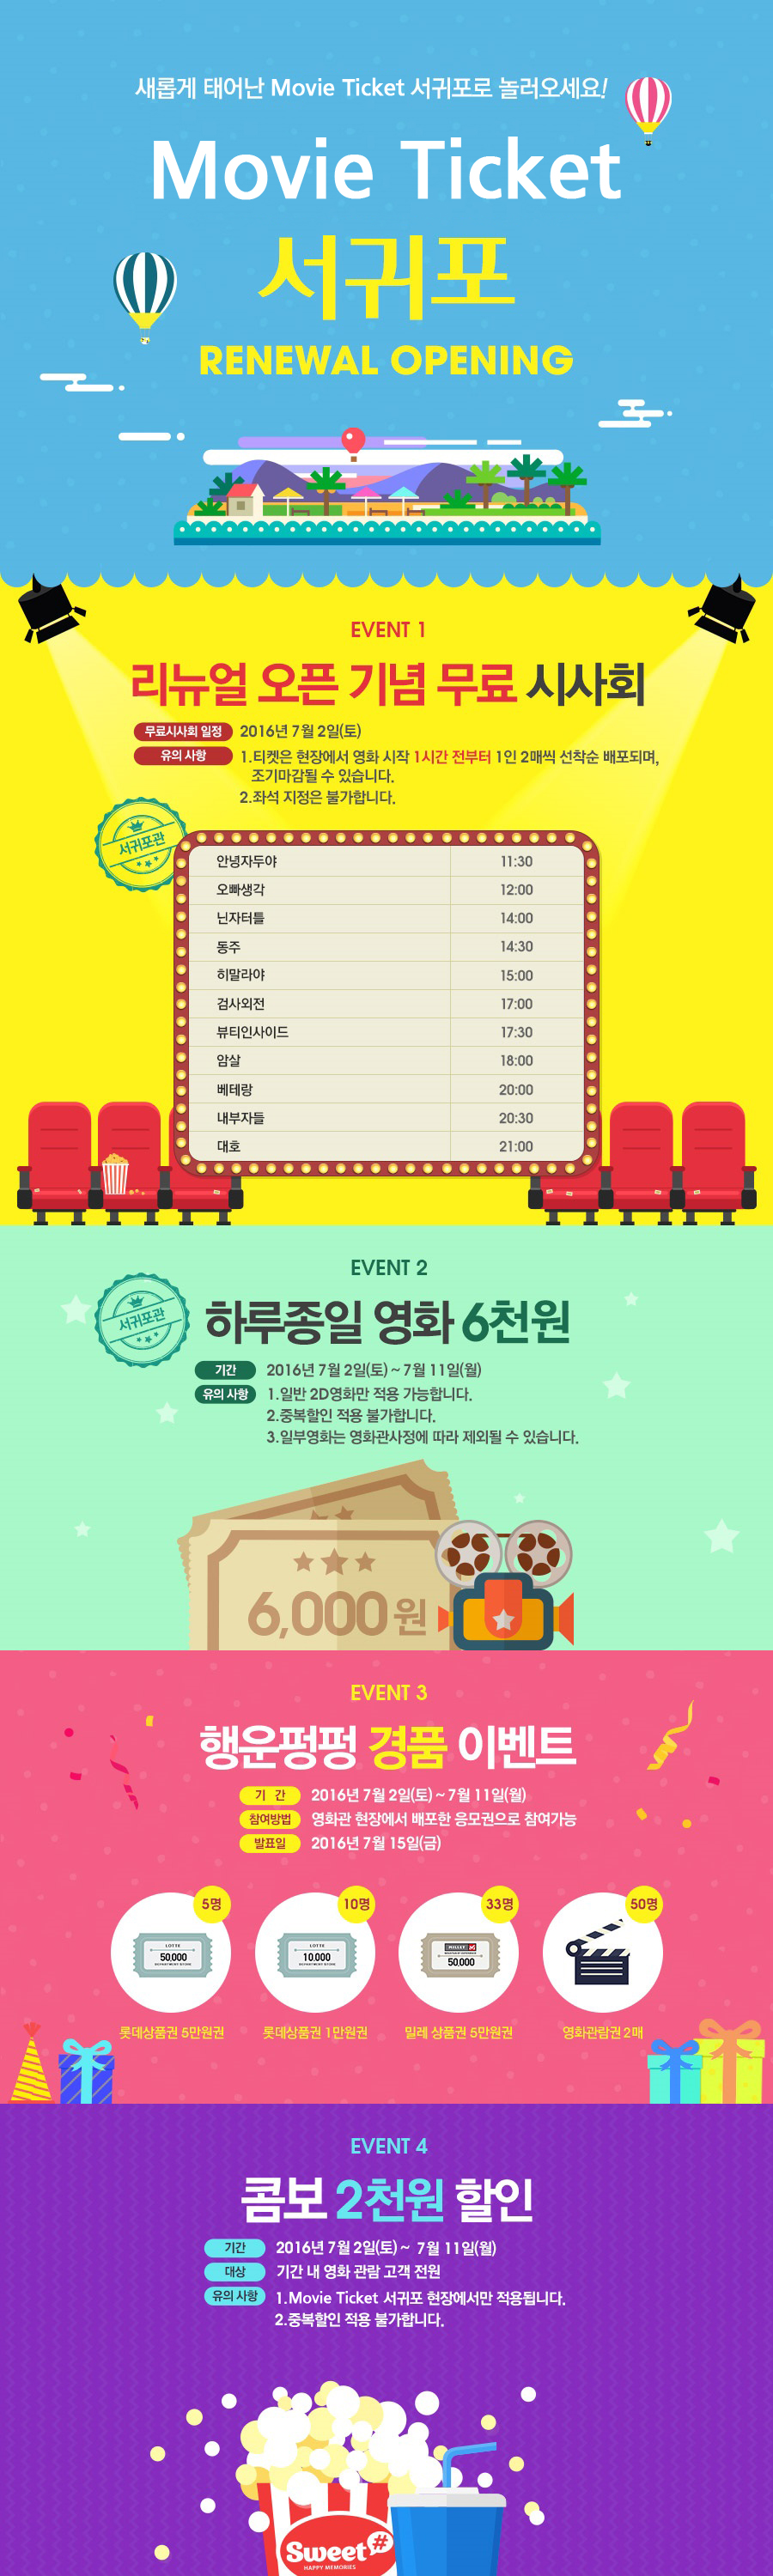 새롭게 태어난 Movie Ticket 서귀포로 놀러오세요!
Movie Ticket
서귀포
RENEWAL OPENING
EVENT 1
리뉴얼 오픈 기념 무료 시사회
무료시사회 일정 2016년 7월 2일(토)
유의 사항 1.티켓은 현장에서 영화 시작 1시간 전부터 1인 2매씩 선착순 배포되며,
조기마감될 수 있습니다.
2.좌석 지정은 불가합니다.
서귀포관
안녕자두야 11:30
오빠생각 12:00
닌자터틀 14:00
동주 14:30
히말라야 15:00
검사외전 17:00
뷰티인사이드 17:30
암살 18:00
베테랑 20:00
내부자들 20:30
대호 21:00
EVENT 2
서귀포관
하루종일 영화 6천원
기간 2016년 7월 2일(토) ~ 7월 11일(월)
유의 사항 1.일반 2D영화만 적용 가능합니다.
2.중복할인 적용 불가합니다.
3.일부영화는 영화관사정에 따라 제외될 수 있습니다.
6,000원
EVENT 3
행운펑펑 경품 이벤트
기 간 2016년 7월 2일(토) ~ 7월 11일(월)
참여방법 영화관 현장에서 배포한 응모권으로 참여가능
발표일 2016년 7월 15일(금)
5명 10명 33명 50명
LOTTE LOTTE MILLET
50,000 10,000 50,000
DEPARTMENT STORE DEPARTMENT STORE
롯데상품권 5만원권 롯데상품권 1만원권 밀레 상품권 5만원권 영화관람권 2매
EVENT 4
콤보 2천원 할인
기간 2016년 7월 2일(토) ~ 7월 11일(월)
대상 기간 내 영화 관람 고객 전원
유의 사항 1.Movie Ticket 서귀포 현장에서만 적용됩니다.
2.중복할인 적용 불가합니다.
Sweet #
HAPPY MEMORIES